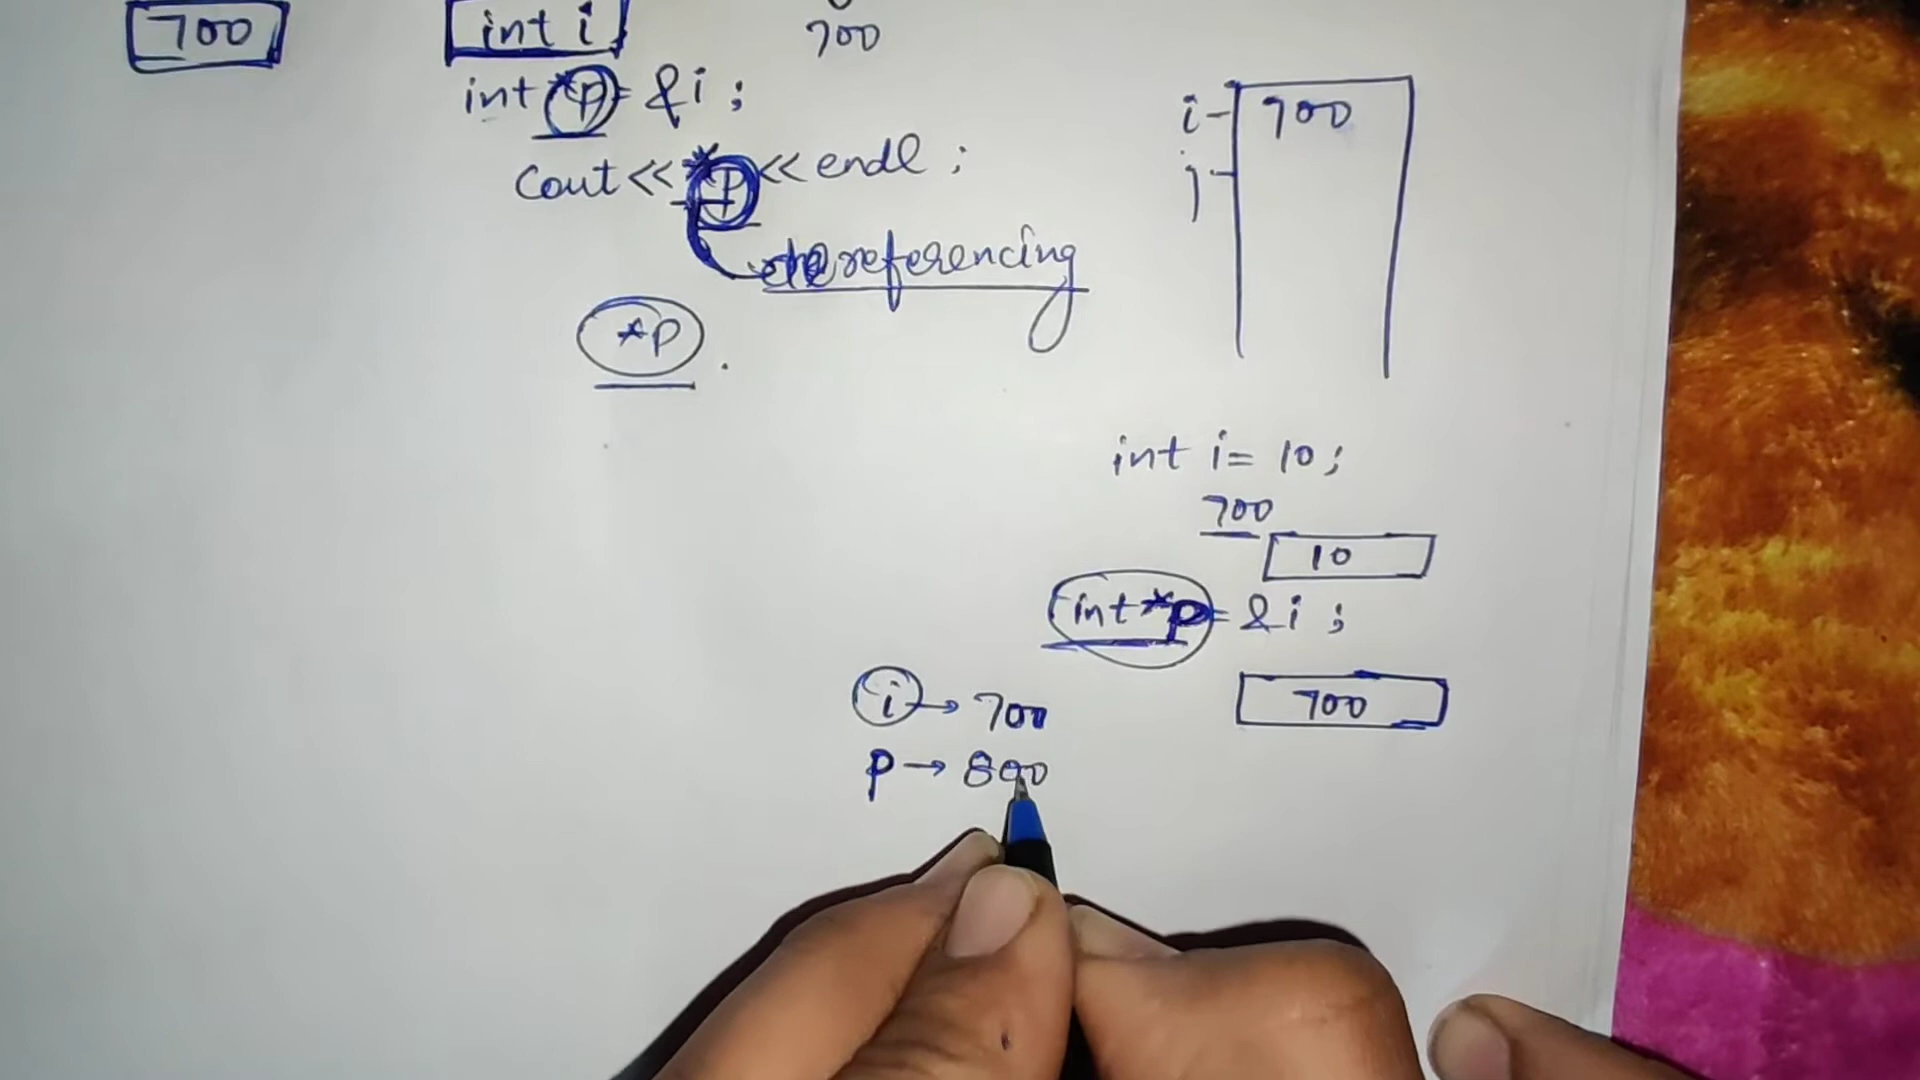 700 int i 700
int *p = &i ;
i- 700
Cout << *p << endl ;
j-
dereferencing
*p .
int i = 10 ;
700
10
int *p = &i ;
i → 700 700
p → 800